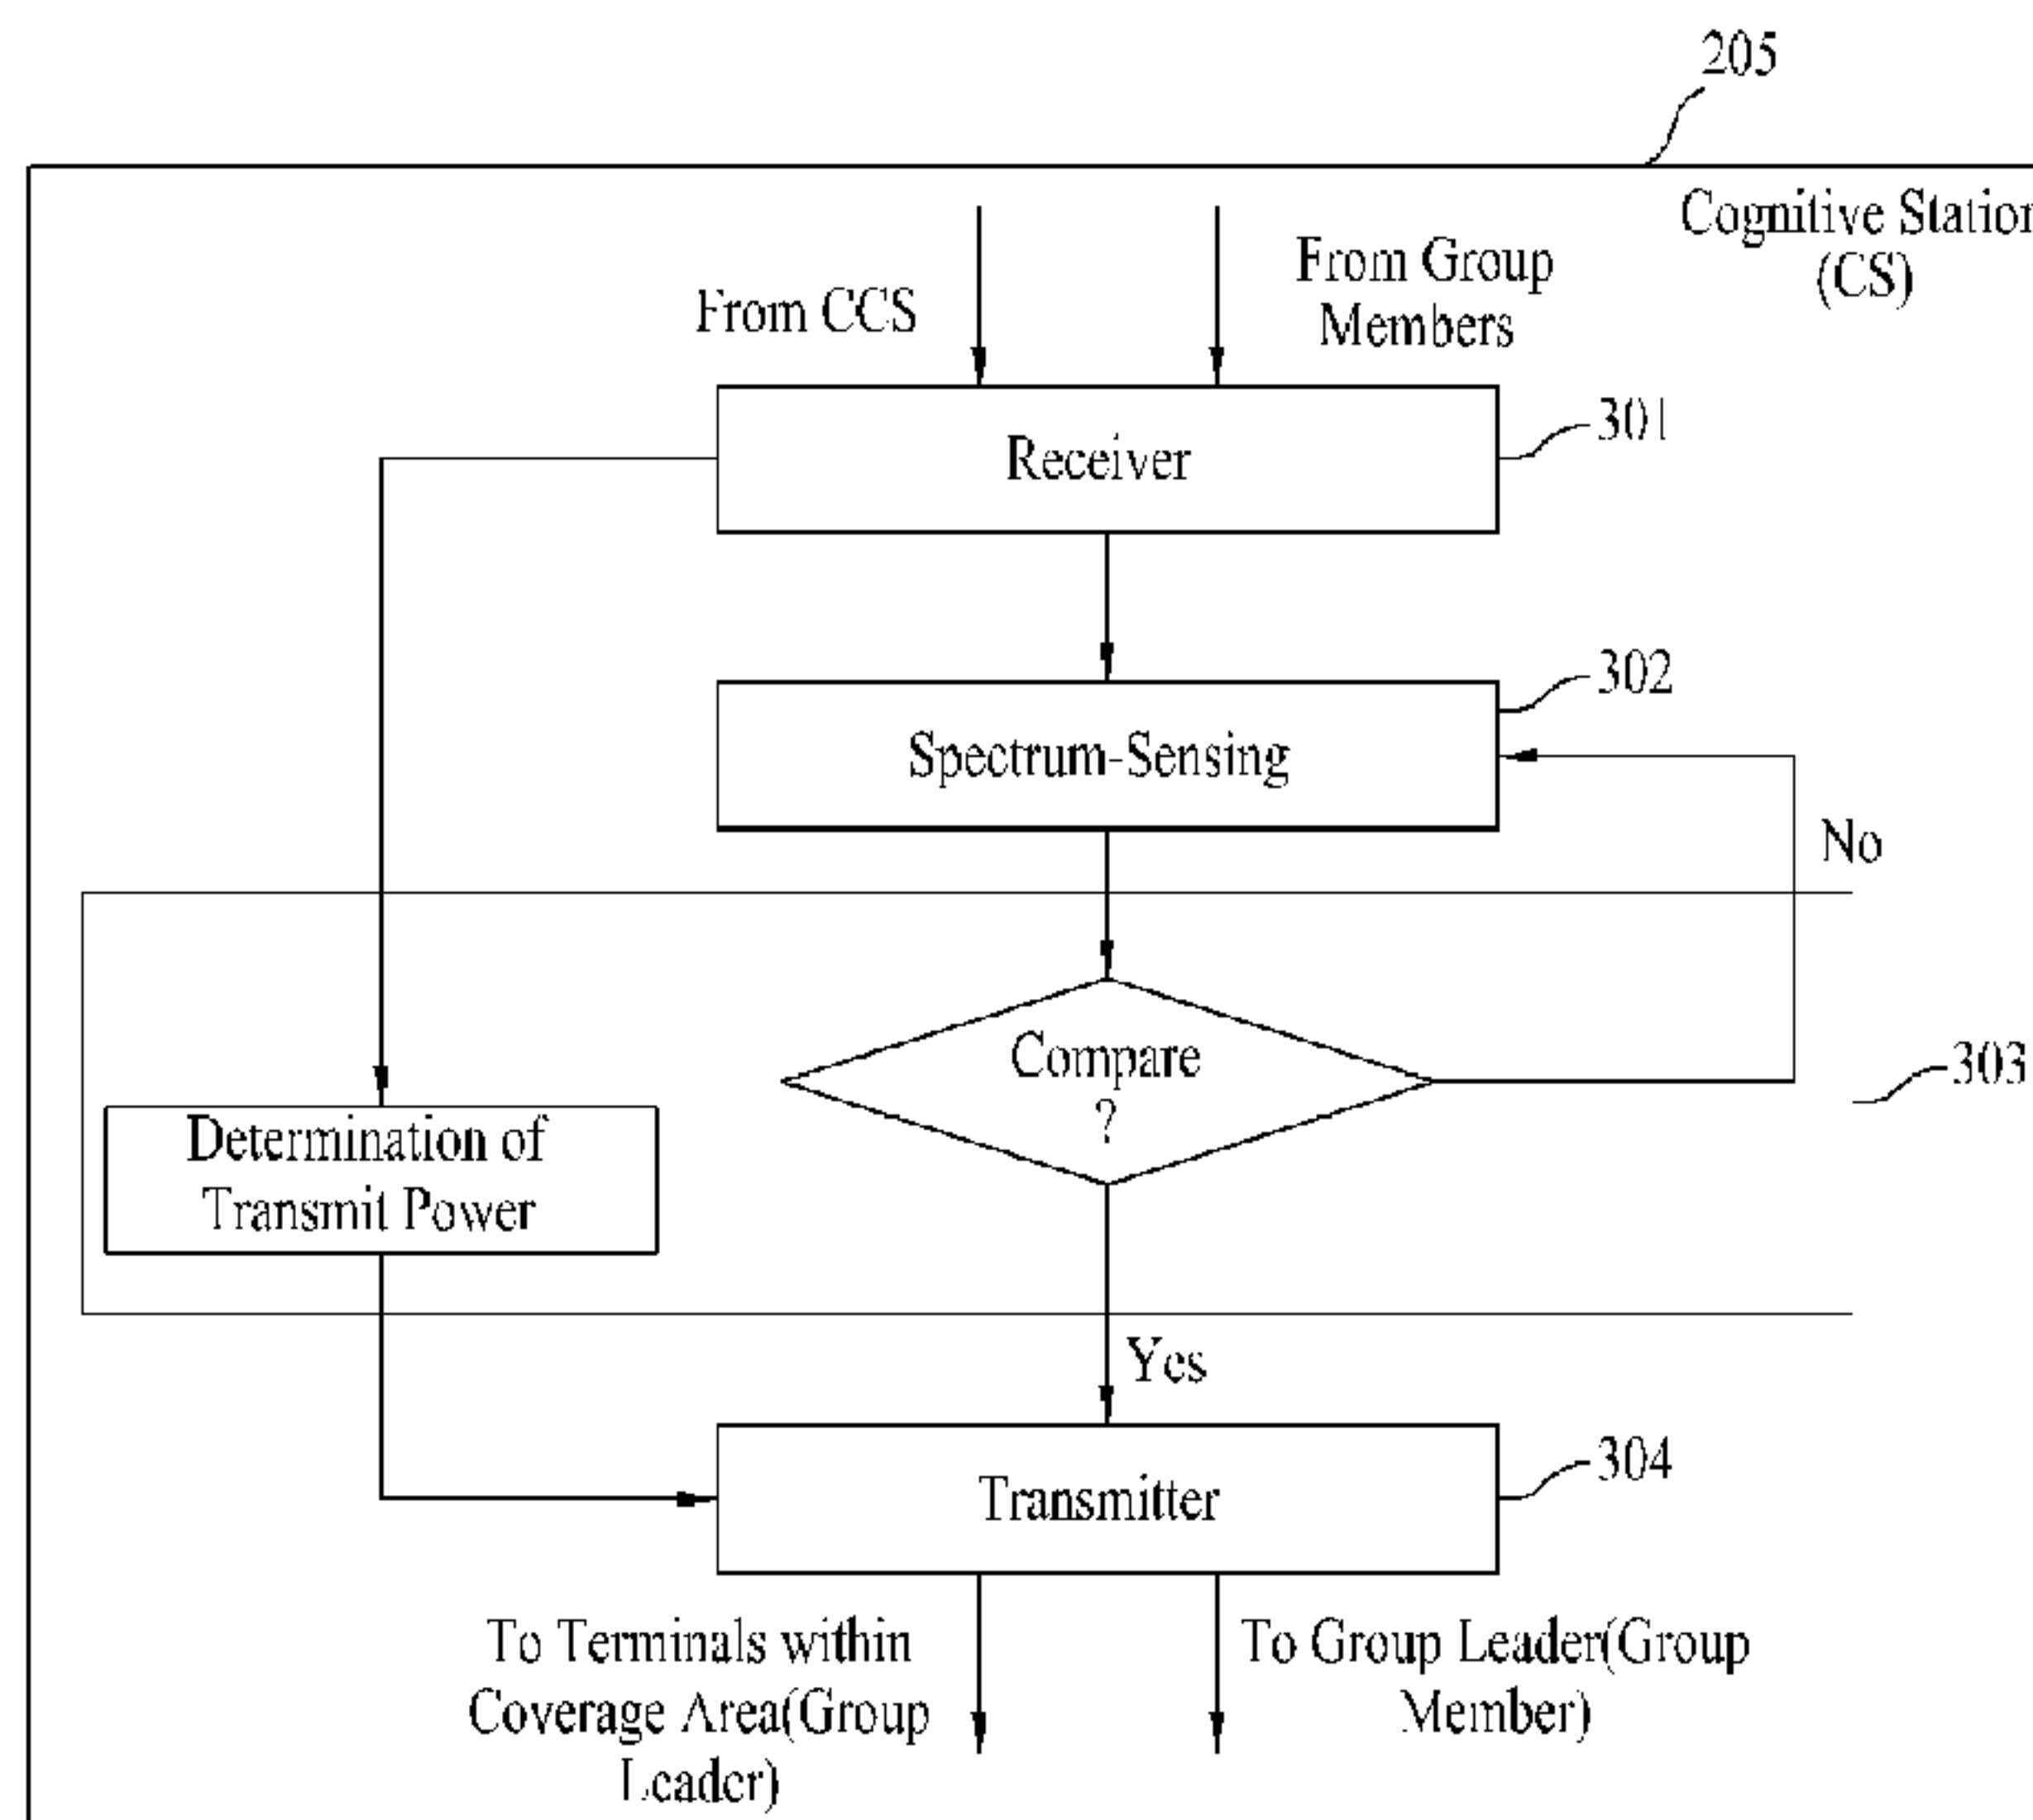 205
Cognitive Station
(CS)
From CCS
From Group
Members
Receiver
301
302
Spectrum-Sensing
No
Compare
?
303
Determination of
Transmit Power
Yes
304
Transmitter
To Terminals within
Coverage Area(Group
Leader)
To Group Leader(Group
Member)